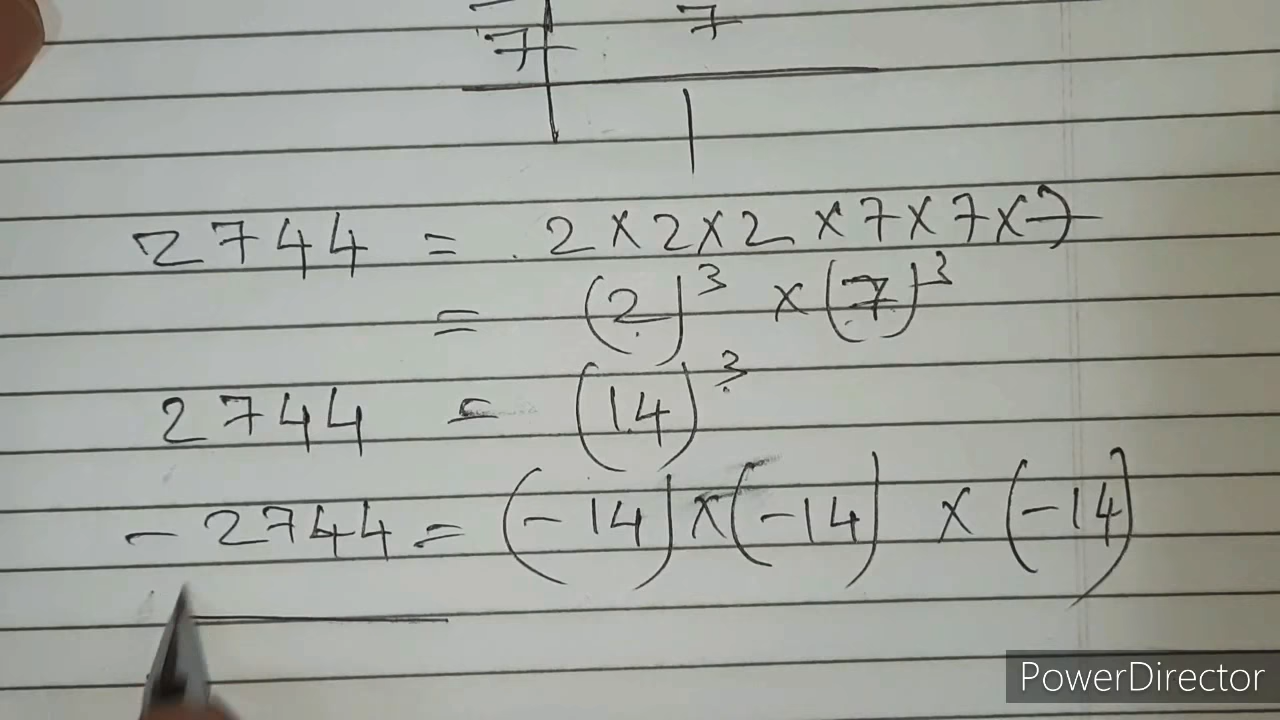 7 7
1
2744 = 2×2×2×7×7×7
= (2)³ × (7)³
2744 = (14)³
-2744 = (-14)×(-14) × (-14)
PowerDirector